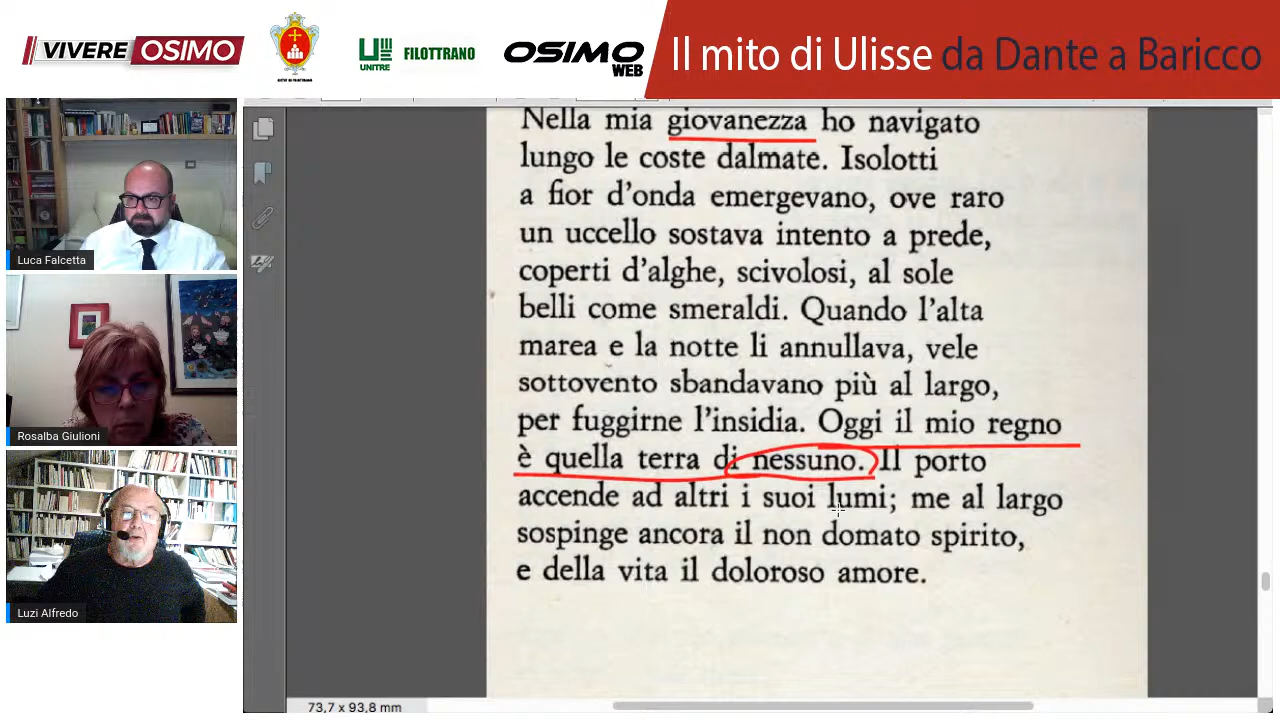 VIVERE OSIMO
UNITRE
FILOTTRANO
OSIMO
WEB
Il mito di Ulisse da Dante a Baricco
Luca Falcetta
Rosalba Giulioni
Luzi Alfredo
Nella mia giovanezza ho navigato
lungo le coste dalmate. Isolotti
a fior d'onda emergevano, ove raro
un uccello sostava intento a prede,
coperti d'alghe, scivolosi, al sole
belli come smeraldi. Quando l'alta
marea e la notte li annullava, vele
sottovento sbandavano più al largo,
per fuggirne l'insidia. Oggi il mio regno
è quella terra di nessuno. Il porto
accende ad altri i suoi lumi; me al largo
sospinge ancora il non domato spirito,
e della vita il doloroso amore.
73,7 x 93,8 mm